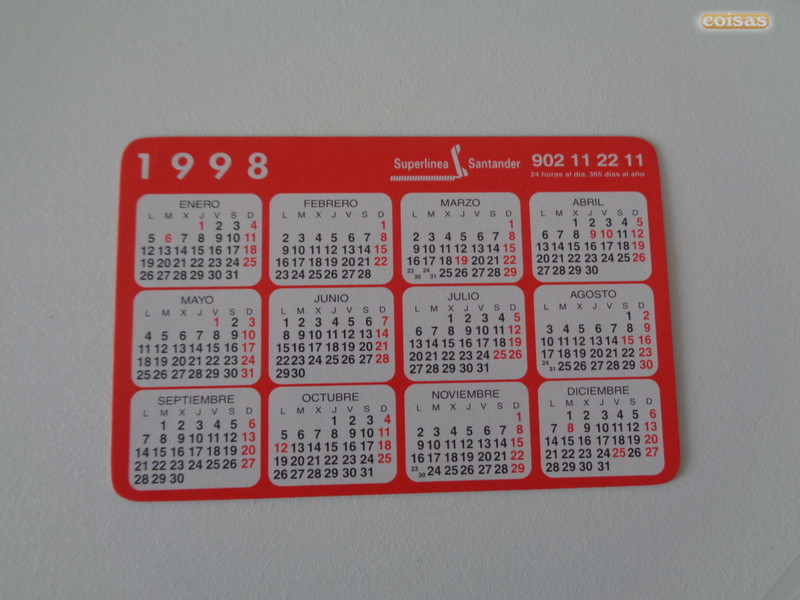 coisas
1998
Superlinea Santander
902 11 22 11
24 horas al día, 365 días al año
ENERO
L M X J V S D
1 2 3 4
5 6 7 8 9 10 11
12 13 14 15 16 17 18
19 20 21 22 23 24 25
26 27 28 29 30 31
FEBRERO
L M X J V S D
1
2 3 4 5 6 7 8
9 10 11 12 13 14 15
16 17 18 19 20 21 22
23 24 25 26 27 28
MARZO
L M X J V S D
1
2 3 4 5 6 7 8
9 10 11 12 13 14 15
16 17 18 19 20 21 22
23/30 24/31 25 26 27 28 29
ABRIL
L M X J V S D
1 2 3 4 5
6 7 8 9 10 11 12
13 14 15 16 17 18 19
20 21 22 23 24 25 26
27 28 29 30
MAYO
L M X J V S D
1 2 3
4 5 6 7 8 9 10
11 12 13 14 15 16 17
18 19 20 21 22 23 24
25 26 27 28 29 30 31
JUNIO
L M X J V S D
1 2 3 4 5 6 7
8 9 10 11 12 13 14
15 16 17 18 19 20 21
22 23 24 25 26 27 28
29 30
JULIO
L M X J V S D
1 2 3 4 5
6 7 8 9 10 11 12
13 14 15 16 17 18 19
20 21 22 23 24 25 26
27 28 29 30 31
AGOSTO
L M X J V S D
1 2
3 4 5 6 7 8 9
10 11 12 13 14 15 16
17 18 19 20 21 22 23
24/31 25 26 27 28 29 30
SEPTIEMBRE
L M X J V S D
1 2 3 4 5 6
7 8 9 10 11 12 13
14 15 16 17 18 19 20
21 22 23 24 25 26 27
28 29 30
OCTUBRE
L M X J V S D
1 2 3 4
5 6 7 8 9 10 11
12 13 14 15 16 17 18
19 20 21 22 23 24 25
26 27 28 29 30 31
NOVIEMBRE
L M X J V S D
1
2 3 4 5 6 7 8
9 10 11 12 13 14 15
16 17 18 19 20 21 22
23/30 24 25 26 27 28 29
DICIEMBRE
L M X J V S D
1 2 3 4 5 6
7 8 9 10 11 12 13
14 15 16 17 18 19 20
21 22 23 24 25 26 27
28 29 30 31